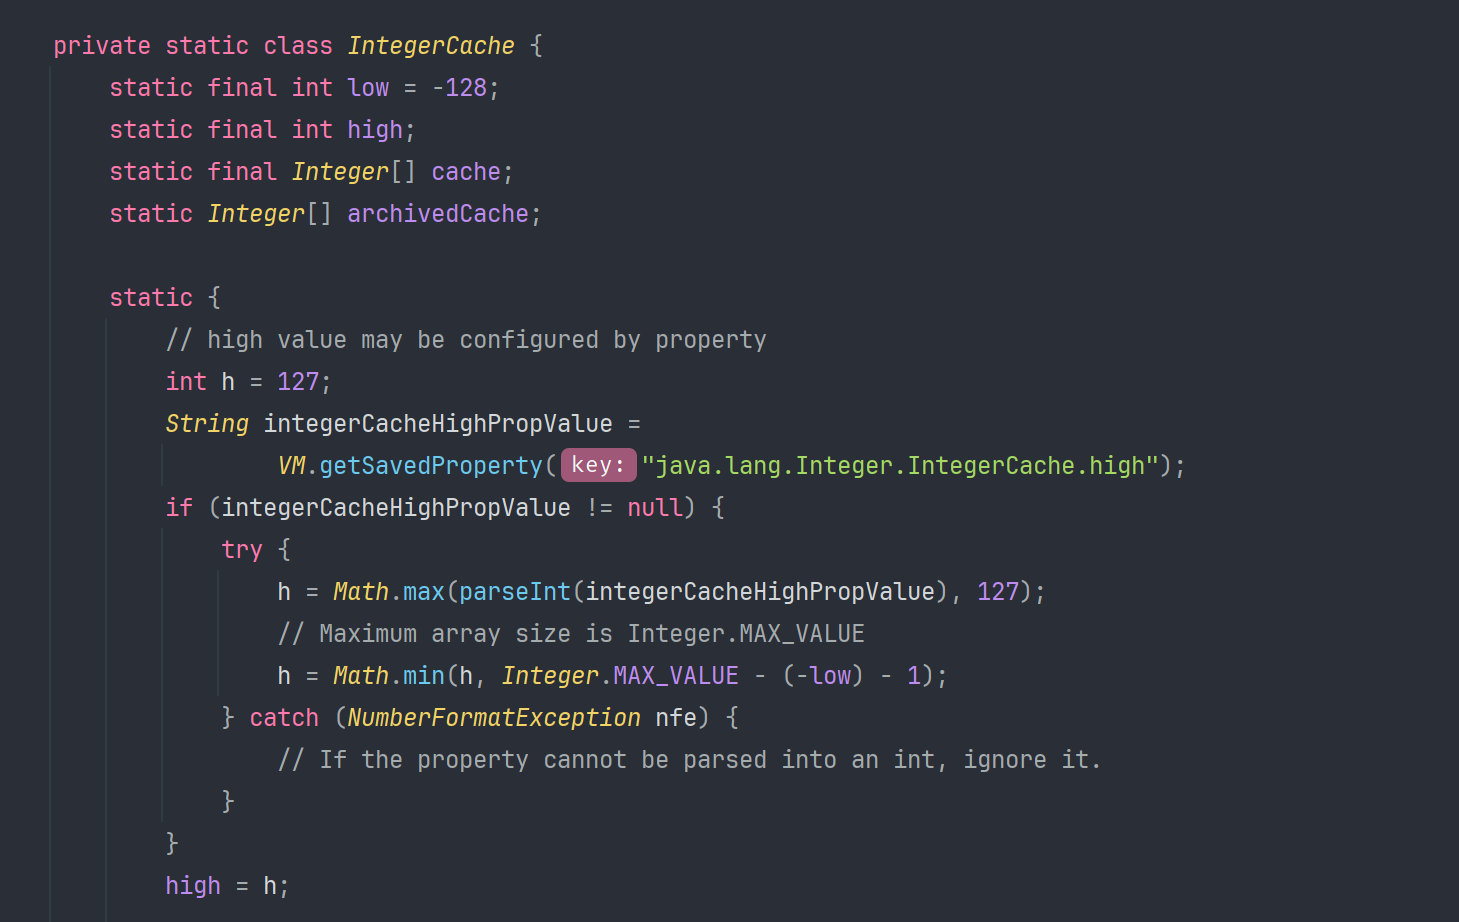 private static class IntegerCache {
static final int low = -128;
static final int high;
static final Integer[] cache;
static Integer[] archivedCache;
static {
// high value may be configured by property
int h = 127;
String integerCacheHighPropValue =
VM.getSavedProperty( key: "java.lang.Integer.IntegerCache.high");
if (integerCacheHighPropValue != null) {
try {
h = Math.max(parseInt(integerCacheHighPropValue), 127);
// Maximum array size is Integer.MAX_VALUE
h = Math.min(h, Integer.MAX_VALUE - (-low) - 1);
} catch (NumberFormatException nfe) {
// If the property cannot be parsed into an int, ignore it.
}
}
high = h;